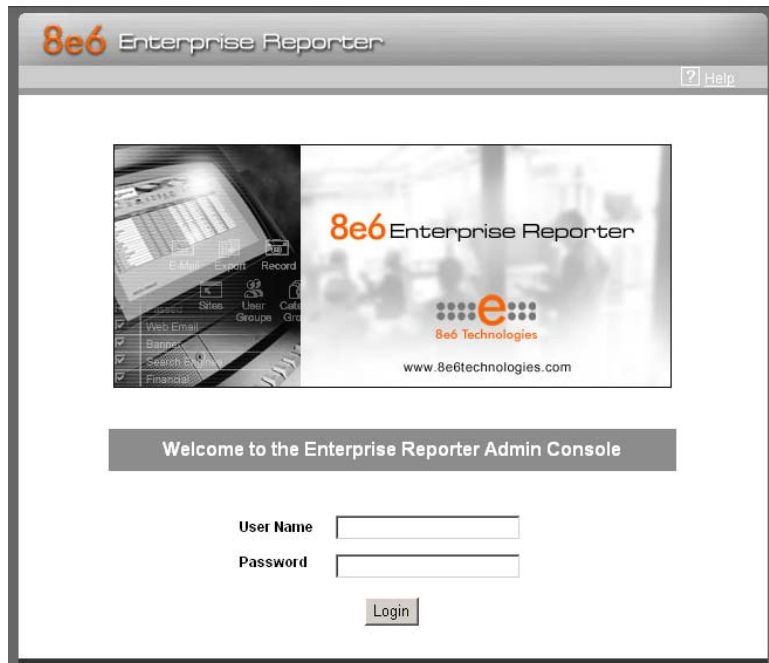 8e6 Enterprise Reporter
? Help
E-Mail Export Record
Sites User Groups
Web Email
Banner
Search Engines
Financial
8e6 Enterprise Reporter
e
8e6 Technologies
www.8e6technologies.com
Welcome to the Enterprise Reporter Admin Console
User Name
Password
Login